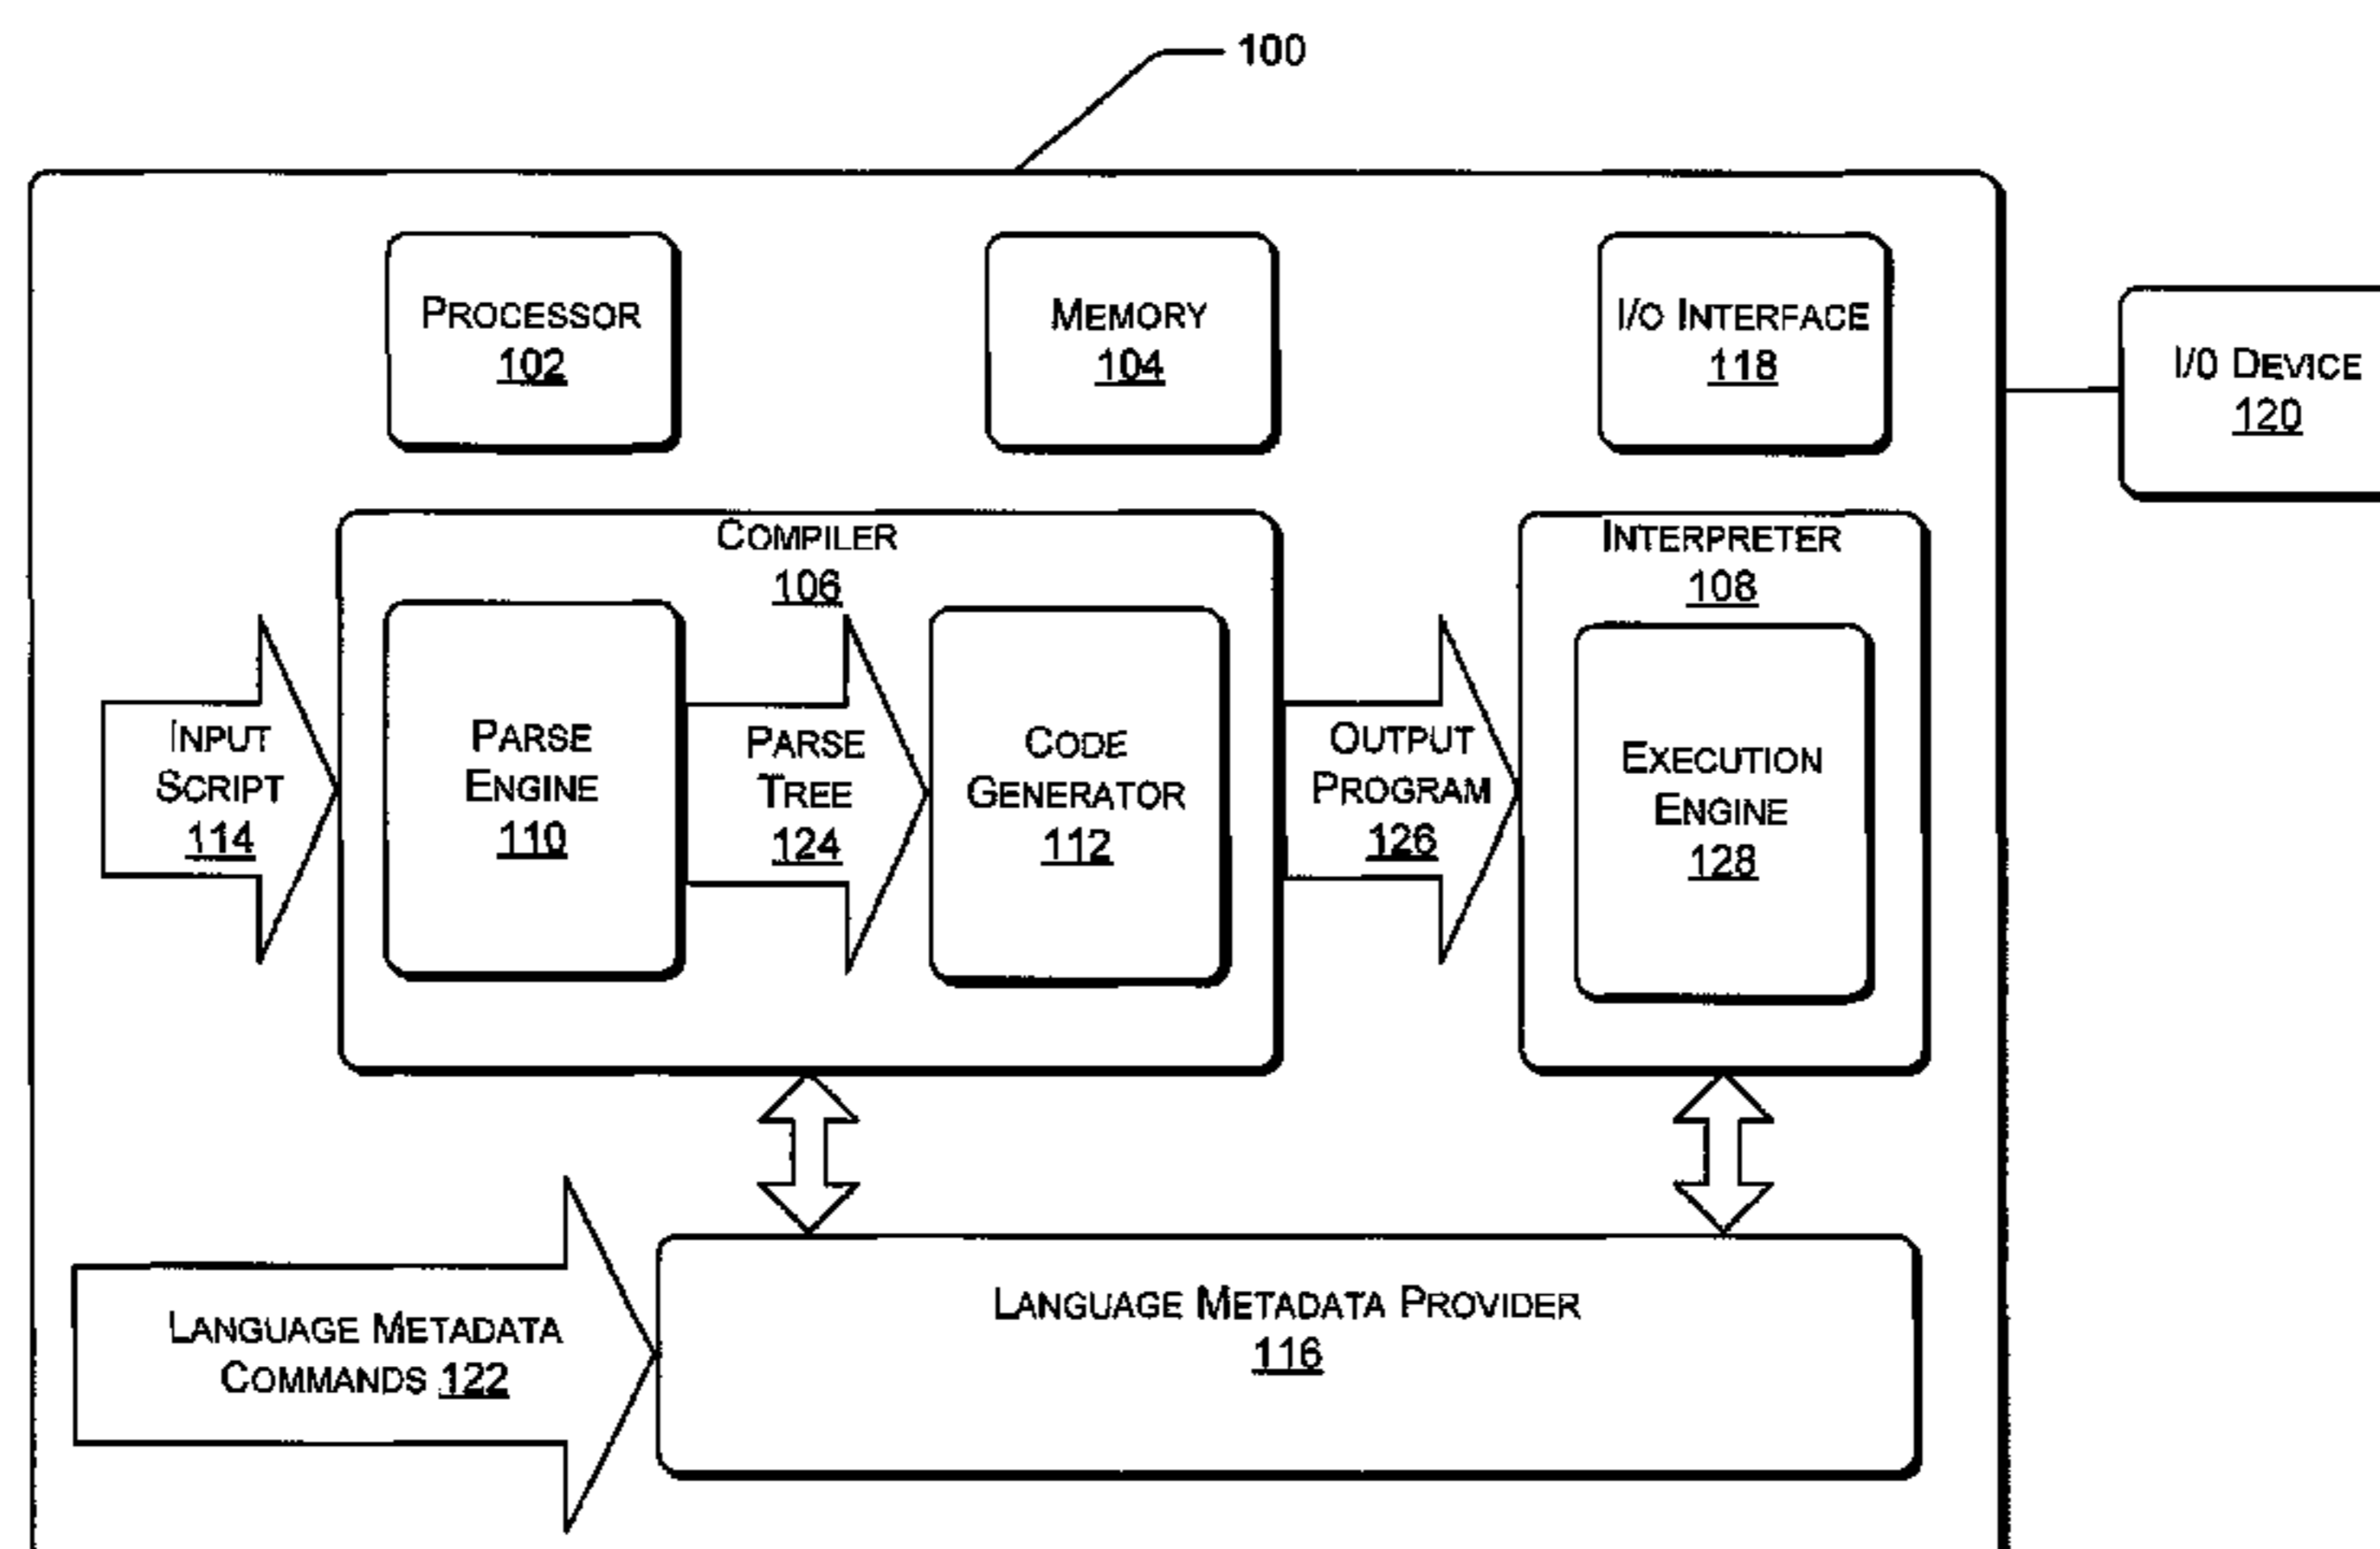 100
PROCESSOR
102
MEMORY
104
I/O INTERFACE
118
I/O DEVICE
120
COMPILER
106
INTERPRETER
108
INPUT
SCRIPT
114
PARSE
ENGINE
110
PARSE
TREE
124
CODE
GENERATOR
112
OUTPUT
PROGRAM
126
EXECUTION
ENGINE
128
LANGUAGE METADATA
COMMANDS 122
LANGUAGE METADATA PROVIDER
116